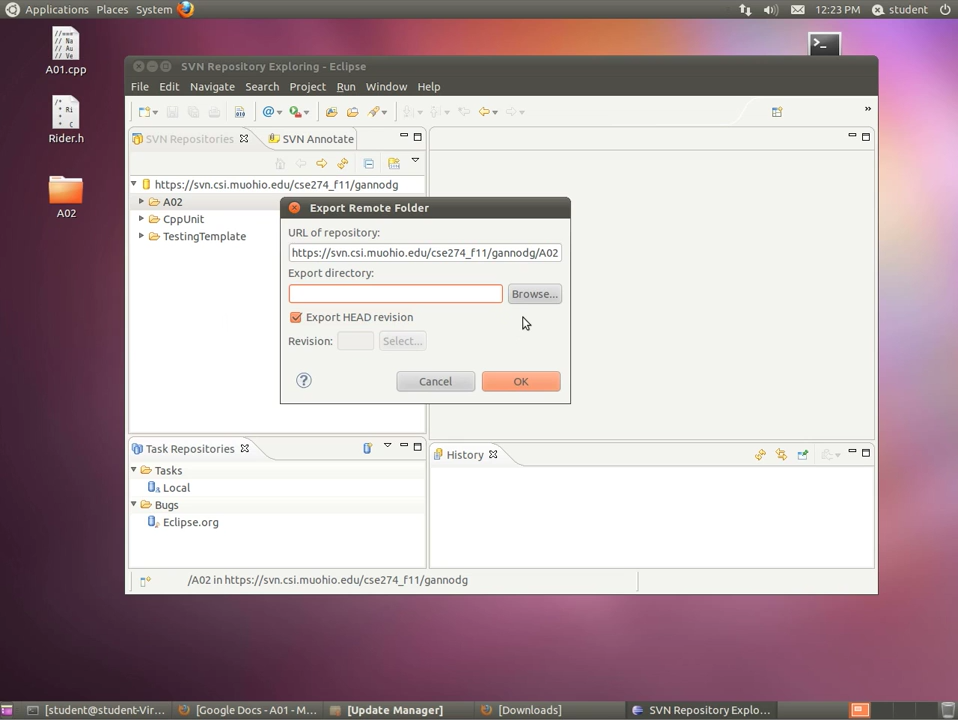 Applications Places System 12:23 PM student
A01.cpp
Rider.h
A02
SVN Repository Exploring - Eclipse
File Edit Navigate Search Project Run Window Help
SVN Repositories SVN Annotate
https://svn.csi.muohio.edu/cse274_f11/gannodg
A02
CppUnit
TestingTemplate
Export Remote Folder
URL of repository:
https://svn.csi.muohio.edu/cse274_f11/gannodg/A02
Export directory:
Browse...
Export HEAD revision
Revision: Select...
Cancel OK
Task Repositories
Tasks
Local
Bugs
Eclipse.org
History
/A02 in https://svn.csi.muohio.edu/cse274_f11/gannodg
[student@student-Vir... [Google Docs - A01 - M... [Update Manager] [Downloads] SVN Repository Explo...